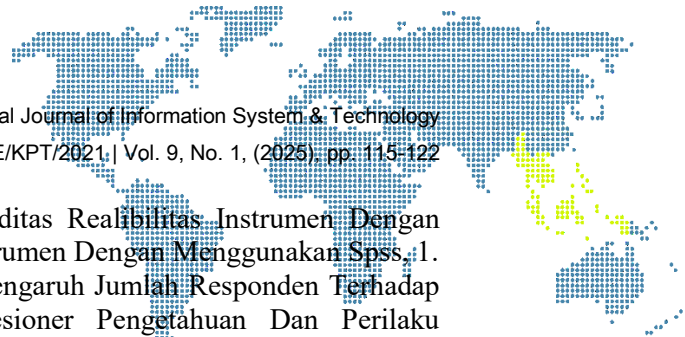 al Journal of Information System & Technology
E/KPT/2021 | Vol. 9, No. 1, (2025), pp. 115-122
ditas Realibilitas Instrumen Dengan
rumen Dengan Menggunakan Spss, 1.
engaruh Jumlah Responden Terhadap
esioner Pengetahuan Dan Perilaku